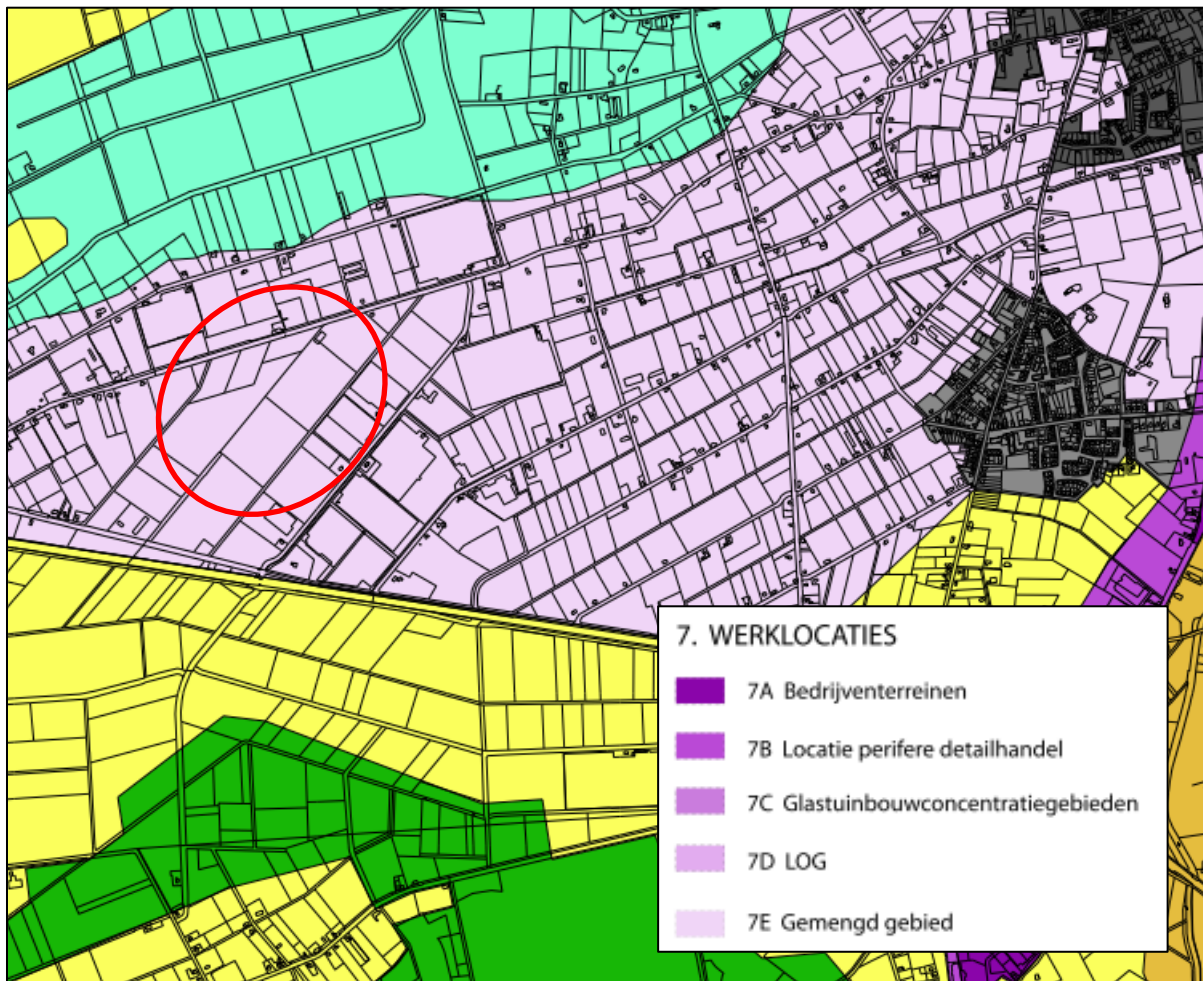 7. WERKLOCATIES
7A Bedrijventerreinen
7B Locatie perifere detailhandel
7C Glastuinbouwconcentratiegebieden
7D LOG
7E Gemengd gebied